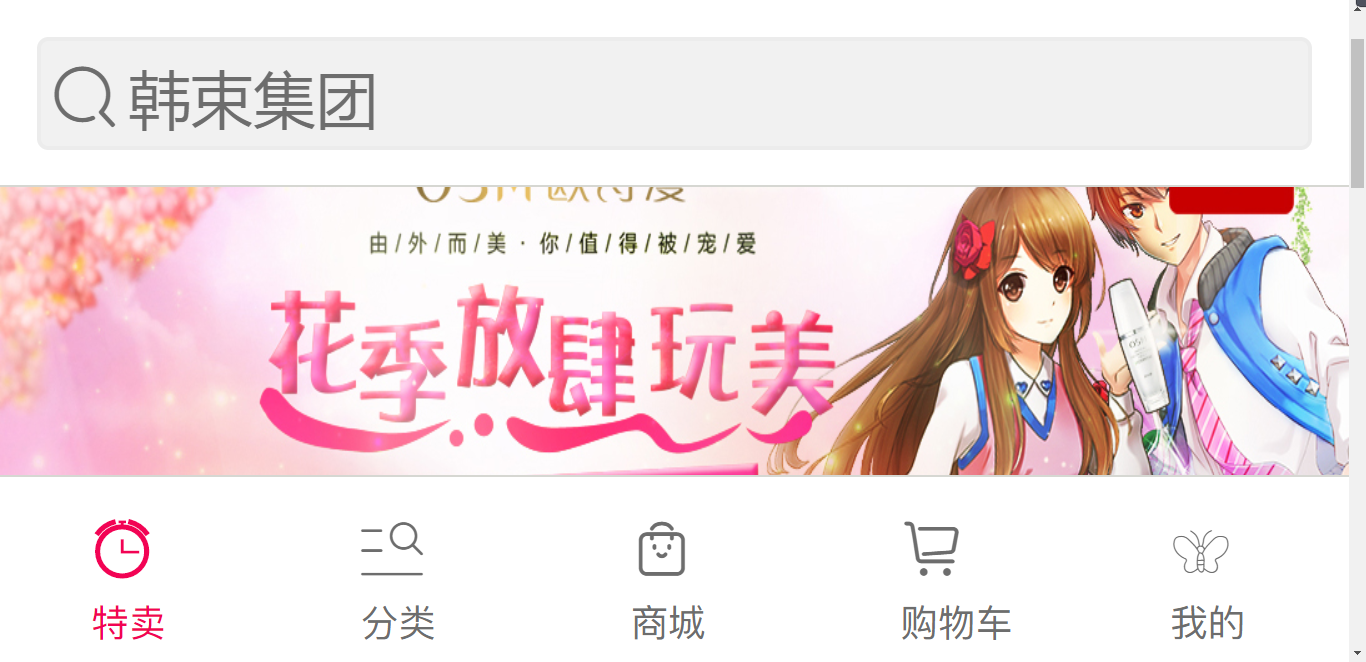 韩束集团
由/外/而/美·你/值/得/被/宠/爱
花季放肆玩美
特卖
分类
商城
购物车
我的